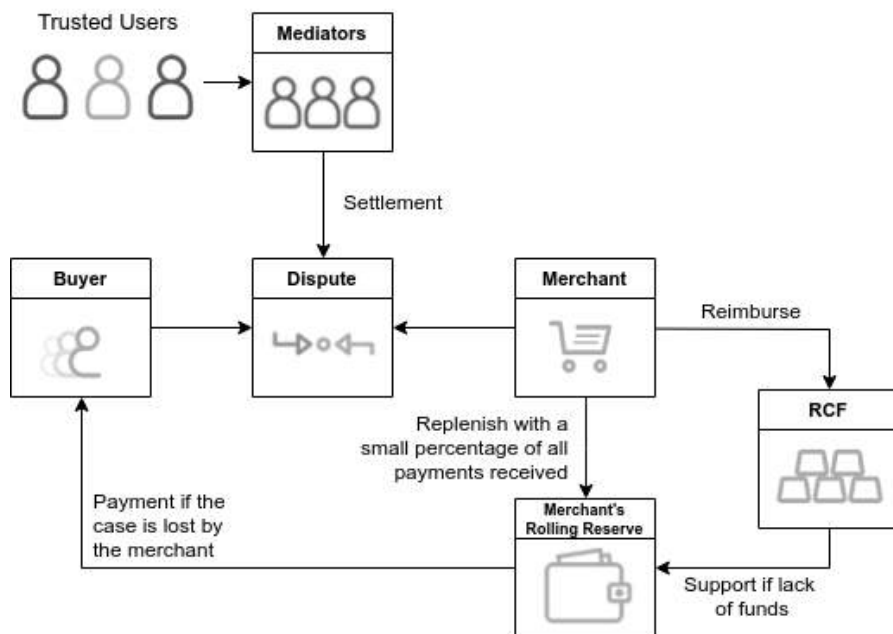 Trusted Users
Mediators
Settlement
Buyer
Dispute
Merchant
Reimburse
RCF
Replenish with a
small percentage of all
payments received
Payment if the
case is lost by
the merchant
Merchant's
Rolling Reserve
Support if lack
of funds